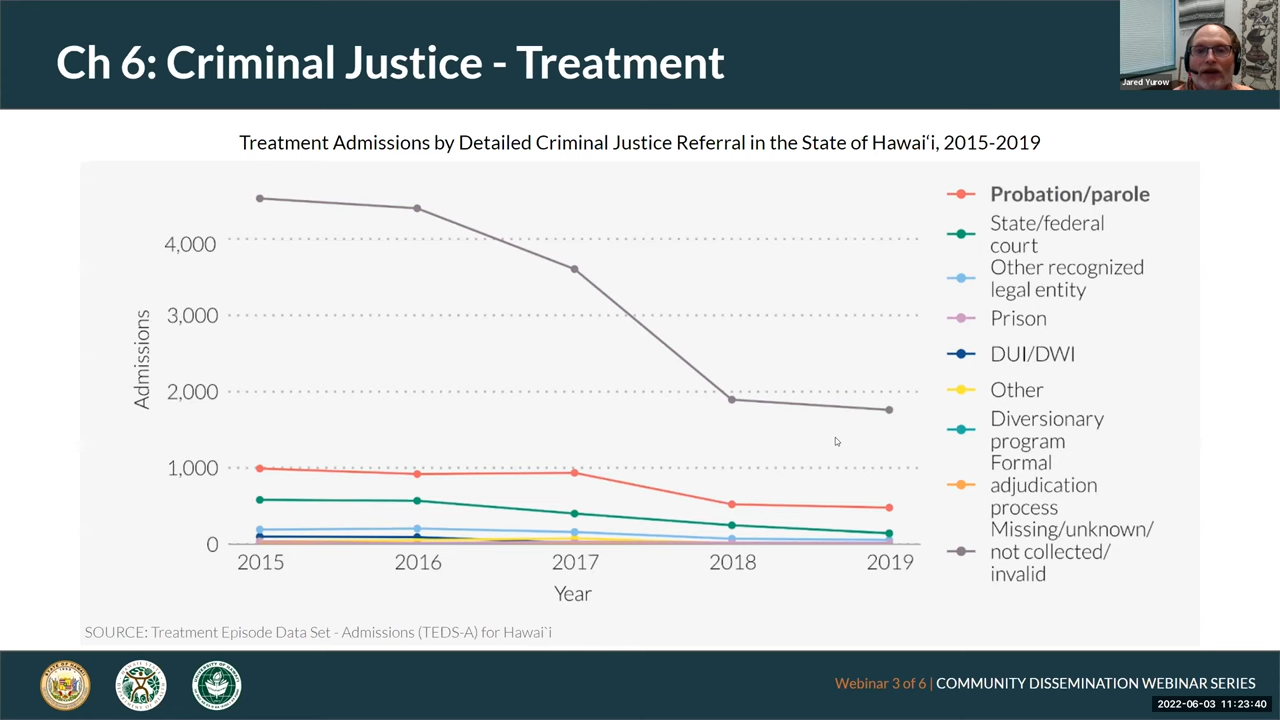 Ch 6: Criminal Justice - Treatment
Jared Yurow
Treatment Admissions by Detailed Criminal Justice Referral in the State of Hawaiʻi, 2015-2019
Admissions
4,000
3,000
2,000
1,000
0
2015 2016 2017 2018 2019
Year
Probation/parole
State/federal
court
Other recognized
legal entity
Prison
DUI/DWI
Other
Diversionary
program
Formal
adjudication
process
Missing/unknown/
not collected/
invalid
SOURCE: Treatment Episode Data Set - Admissions (TEDS-A) for Hawai`i
Webinar 3 of 6 | COMMUNITY DISSEMINATION WEBINAR SERIES
2022-06-03 11:23:40